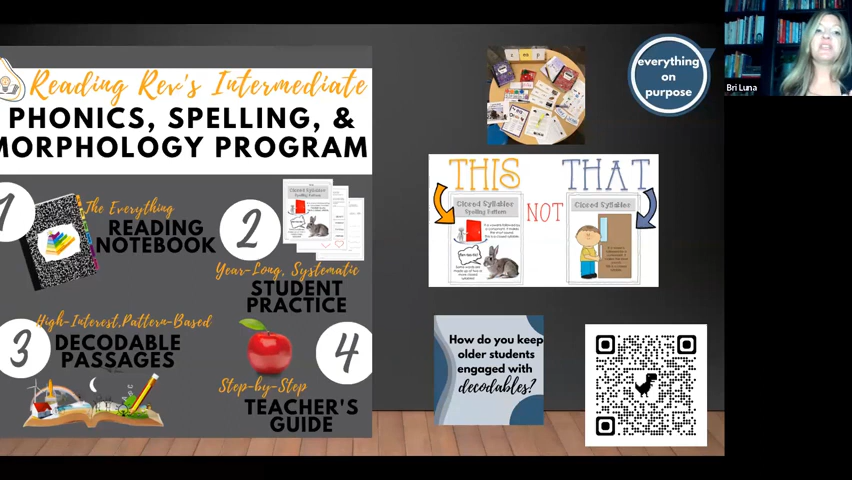 Reading Rev's Intermediate
PHONICS, SPELLING, &
MORPHOLOGY PROGRAM
1
The Everything
READING
NOTEBOOK
2
Year-Long, Systematic
STUDENT
PRACTICE
3
High-Interest, Pattern-Based
DECODABLE
PASSAGES
4
Step-by-Step
TEACHER'S
GUIDE
everything
on
purpose
THIS
NOT
THAT
Closed Syllables
Spelling Pattern
Closed Syllables
How do you keep
older students
engaged with
decodables?
Bri Luna